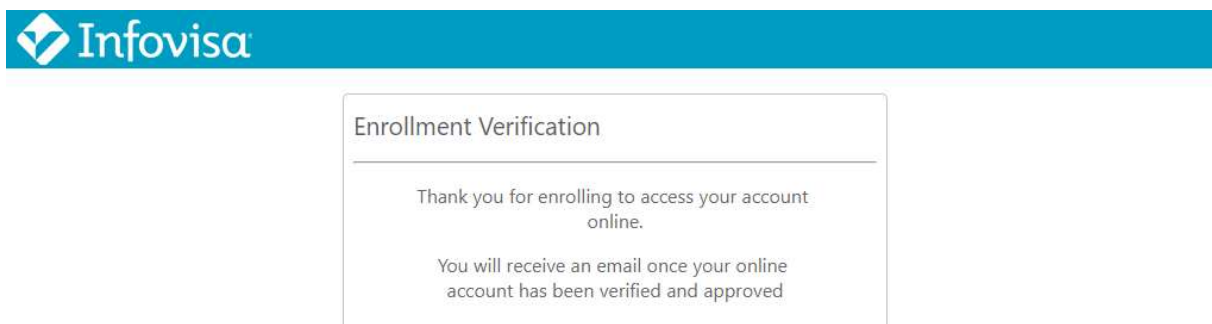 Infovisa
Enrollment Verification
Thank you for enrolling to access your account
online.
You will receive an email once your online
account has been verified and approved